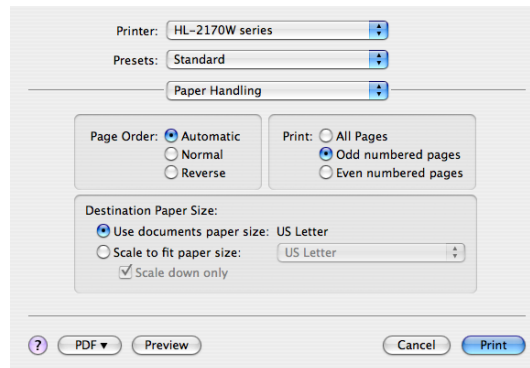 Printer: HL-2170W series
Presets: Standard
Paper Handling
Page Order: Automatic
Normal
Reverse
Print: All Pages
Odd numbered pages
Even numbered pages
Destination Paper Size:
Use documents paper size: US Letter
Scale to fit paper size: US Letter
Scale down only
? PDF ▼ Preview Cancel Print